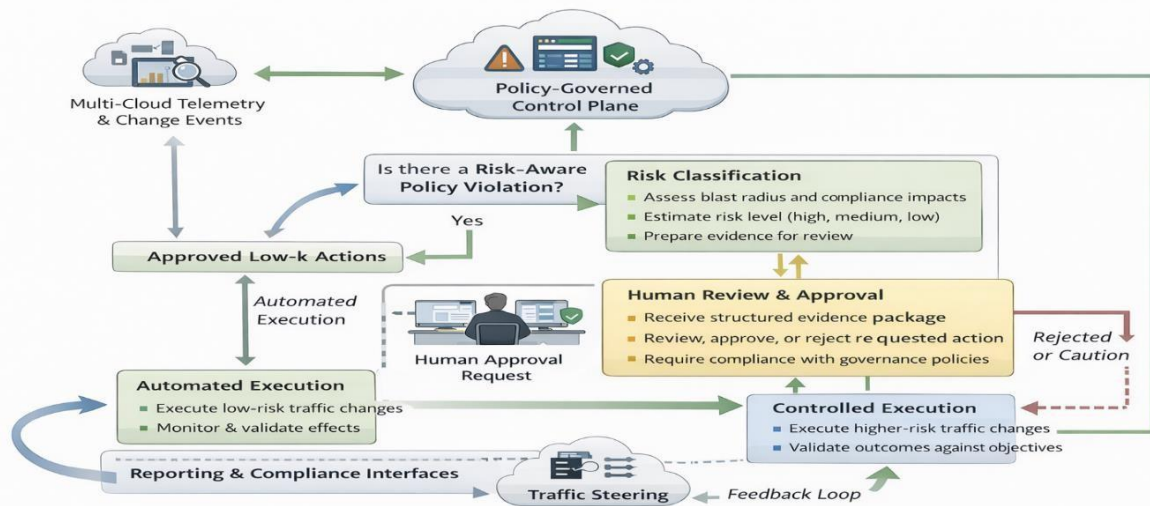 Policy-Governed
Control Plane
Multi-Cloud Telemetry
& Change Events
Is there a Risk-Aware
Policy Violation?
Risk Classification
Assess blast radius and compliance impacts
Estimate risk level (high, medium, low)
Prepare evidence for review
Yes
Approved Low-k Actions
Automated
Execution
Human Approval
Request
Human Review & Approval
Receive structured evidence package
Review, approve, or reject re quested action
Require compliance with governance policies
Rejected
or Caution
Automated Execution
Execute low-risk traffic changes
Monitor & validate effects
Controlled Execution
Execute higher-risk traffic changes
Validate outcomes against objectives
Reporting & Compliance Interfaces
Traffic Steering
Feedback Loop